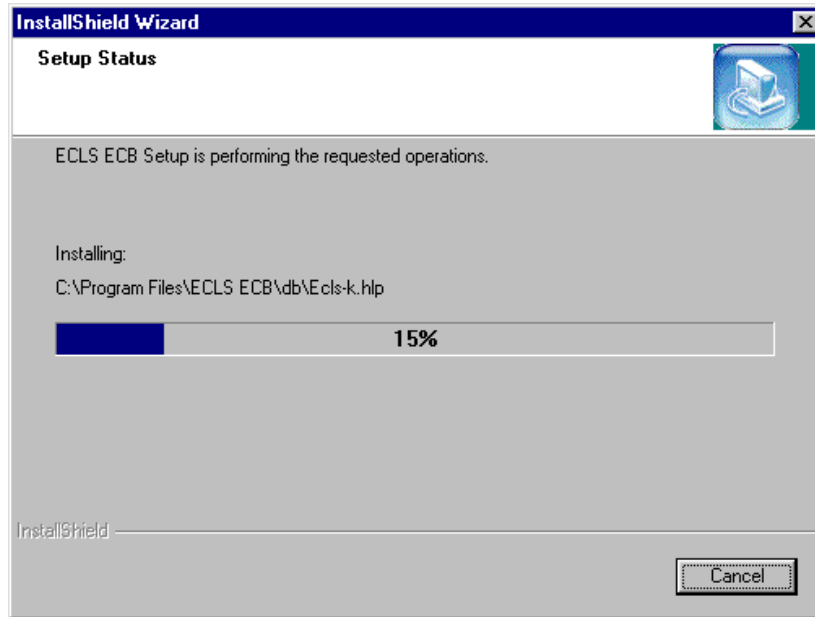 InstallShield Wizard
Setup Status
ECLS ECB Setup is performing the requested operations.
Installing:
C:\Program Files\ECLS ECB\db\Ecls-k.hlp
15%
InstallShield
Cancel